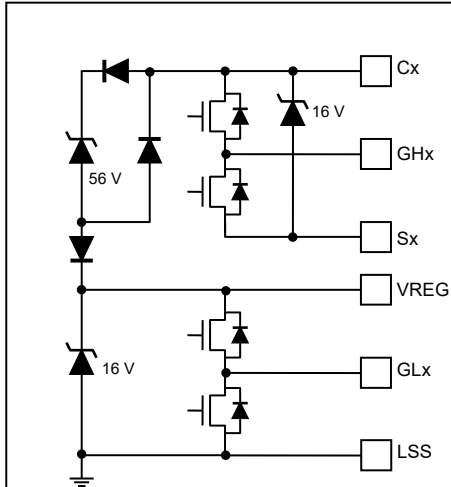 Cx
16 V
GHx
56 V
Sx
VREG
16 V
GLx
LSS